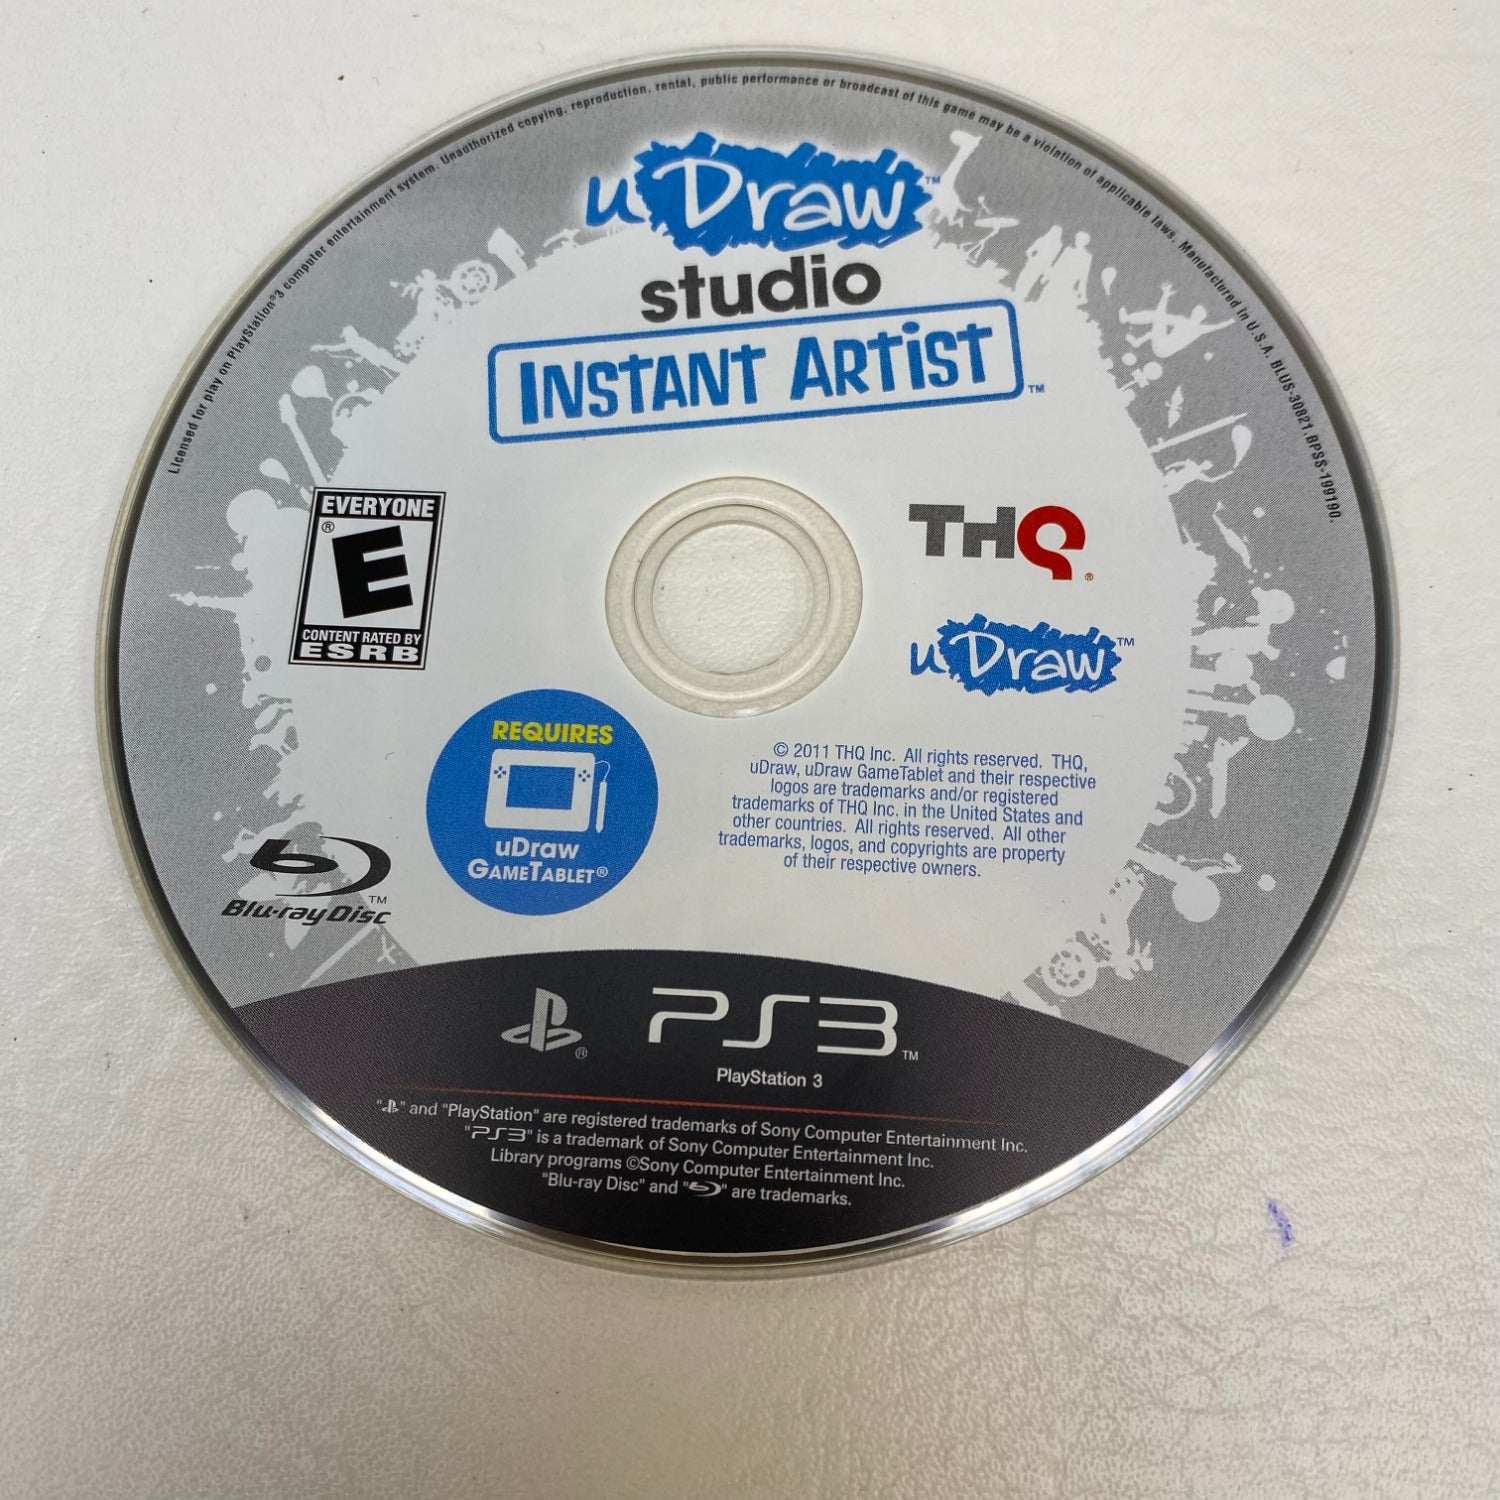 Licensed for play on PlayStation®3 computer entertainment system. Unauthorized copying, reproduction, rental, public performance or broadcast of this game may be a violation of applicable laws. Manufactured in U.S.A. BLUS-30821.BPSS-199190.
uDraw™
studio
INSTANT ARTIST™
EVERYONE
E®
CONTENT RATED BY
ESRB
THQ®
uDraw™
REQUIRES
uDraw
GAMETABLET®
© 2011 THQ Inc. All rights reserved. THQ,
uDraw, uDraw GameTablet and their respective
logos are trademarks and/or registered
trademarks of THQ Inc. in the United States and
other countries. All rights reserved. All other
trademarks, logos, and copyrights are property
of their respective owners.
Blu-ray Disc™
® PS3™
PlayStation 3
" " and "PlayStation" are registered trademarks of Sony Computer Entertainment Inc.
"PS3" is a trademark of Sony Computer Entertainment Inc.
Library programs ©Sony Computer Entertainment Inc.
"Blu-ray Disc" and " " are trademarks.